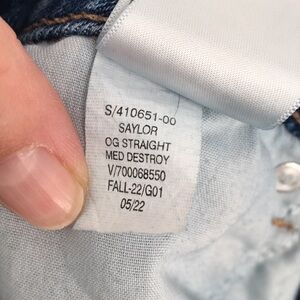 S/410651-00
SAYLOR
OG STRAIGHT
MED DESTROY
V/700068550
FALL-22/G01
05/22